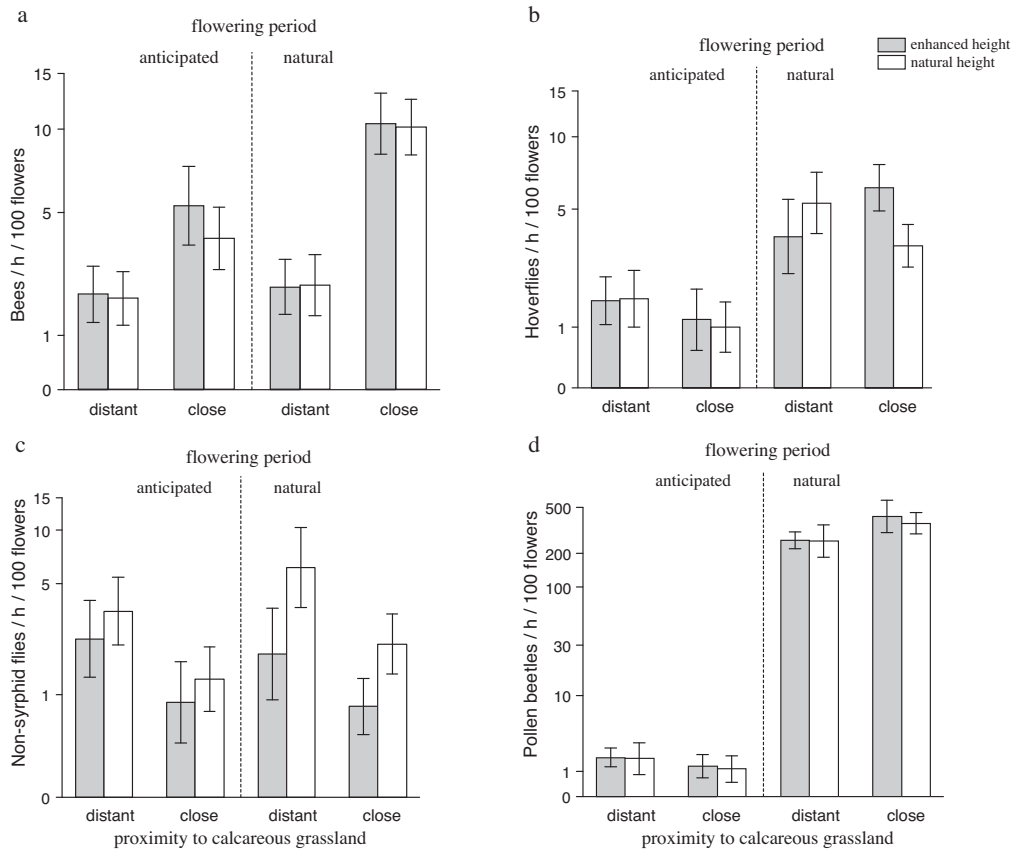 a
flowering period
anticipated natural
15
10
5
1
0
Bees / h / 100 flowers
distant close distant close
b
flowering period
enhanced height
natural height
anticipated natural
15
10
5
1
0
Hoverflies / h / 100 flowers
distant close distant close
c
flowering period
anticipated natural
15
10
5
1
0
Non-syrphid flies / h / 100 flowers
distant close distant close
proximity to calcareous grassland
d
flowering period
anticipated natural
500
200
100
30
10
1
0
Pollen beetles / h / 100 flowers
distant close distant close
proximity to calcareous grassland